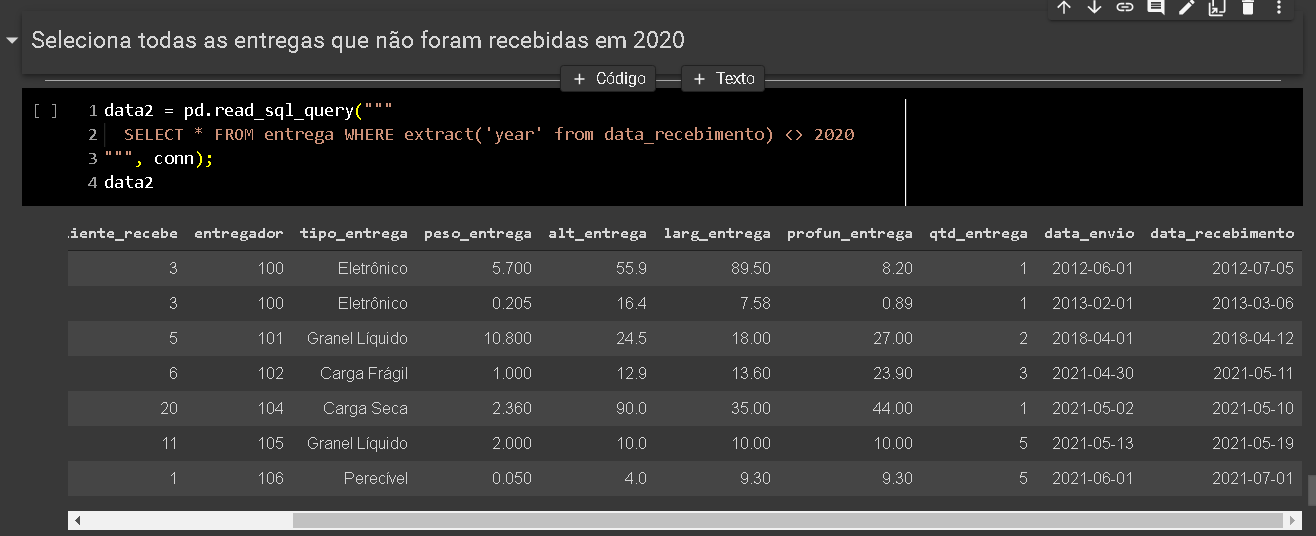 Seleciona todas as entregas que não foram recebidas em 2020
+ Código + Texto
[ ] 1 data2 = pd.read_sql_query("""
2 SELECT * FROM entrega WHERE extract('year' from data_recebimento) <> 2020
3 """, conn);
4 data2
iente_recebe entregador tipo_entrega peso_entrega alt_entrega larg_entrega profun_entrega qtd_entrega data_envio data_recebimento
3 100 Eletrônico 5.700 55.9 89.50 8.20 1 2012-06-01 2012-07-05
3 100 Eletrônico 0.205 16.4 7.58 0.89 1 2013-02-01 2013-03-06
5 101 Granel Líquido 10.800 24.5 18.00 27.00 2 2018-04-01 2018-04-12
6 102 Carga Frágil 1.000 12.9 13.60 23.90 3 2021-04-30 2021-05-11
20 104 Carga Seca 2.360 90.0 35.00 44.00 1 2021-05-02 2021-05-10
11 105 Granel Líquido 2.000 10.0 10.00 10.00 5 2021-05-13 2021-05-19
1 106 Perecível 0.050 4.0 9.30 9.30 5 2021-06-01 2021-07-01